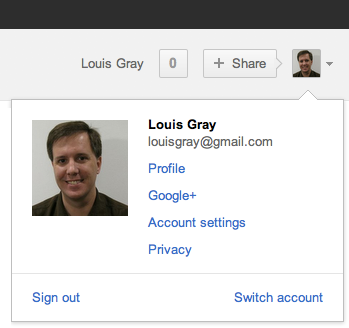 Louis Gray 0 + Share
Louis Gray
louisgray@gmail.com
Profile
Google+
Account settings
Privacy
Sign out Switch account